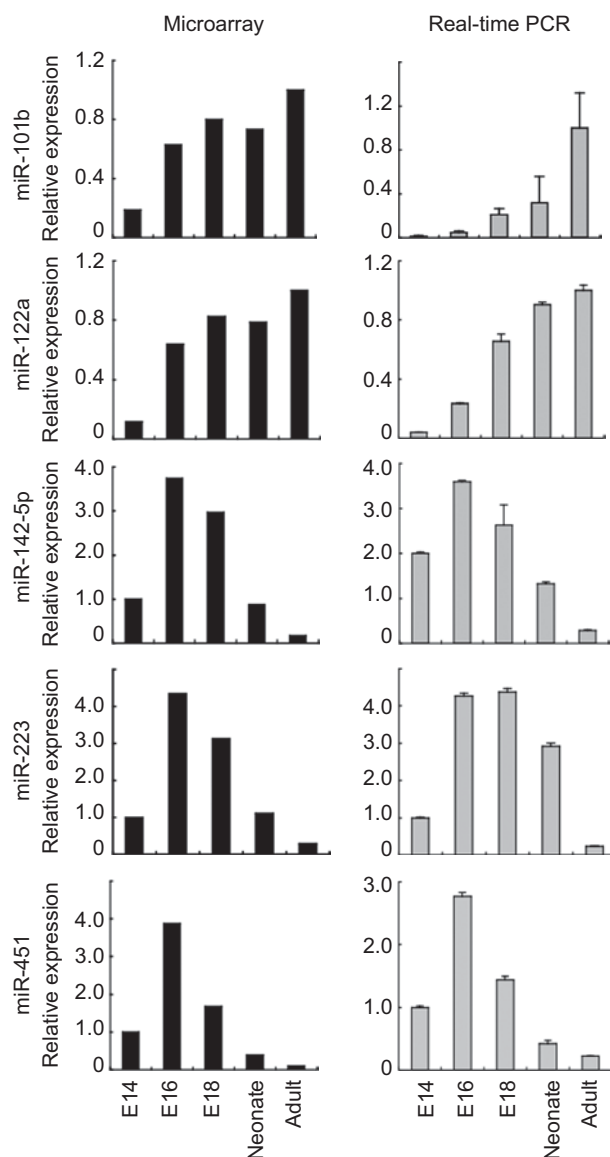 Microarray
Real-time PCR
miR-101b
Relative expression
1.2
0.8
0.4
0
1.2
0.8
0.4
0
miR-122a
Relative expression
1.2
0.8
0.4
0
1.2
0.8
0.4
0
miR-142-5p
Relative expression
4.0
3.0
2.0
1.0
0
4.0
3.0
2.0
1.0
0
miR-223
Relative expression
4.0
3.0
2.0
1.0
0
4.0
3.0
2.0
1.0
0
miR-451
Relative expression
4.0
3.0
2.0
1.0
0
3.0
2.0
1.0
0
E14
E16
E18
Neonate
Adult
E14
E16
E18
Neonate
Adult